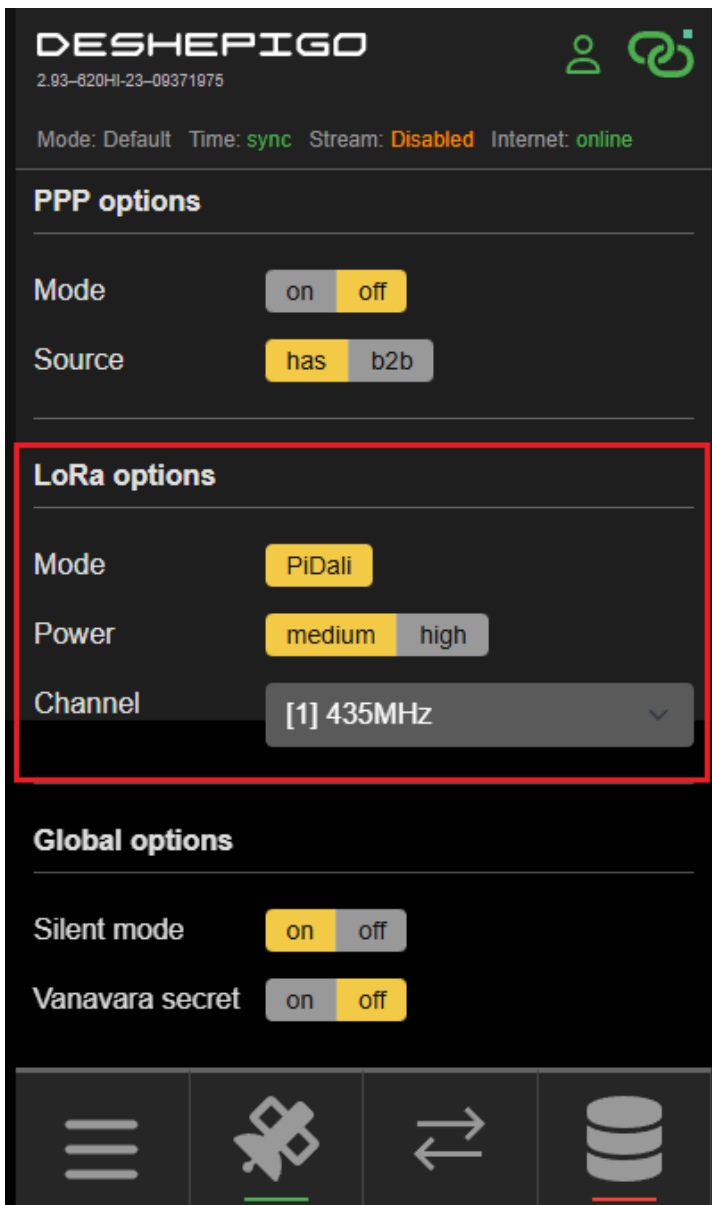 DESHEPIGO
2.93–620HI-23–09371975
Mode: Default Time: sync Stream: Disabled Internet: online
PPP options
Mode on off
Source has b2b
LoRa options
Mode PiDali
Power medium high
Channel [1] 435MHz
Global options
Silent mode on off
Vanavara secret on off